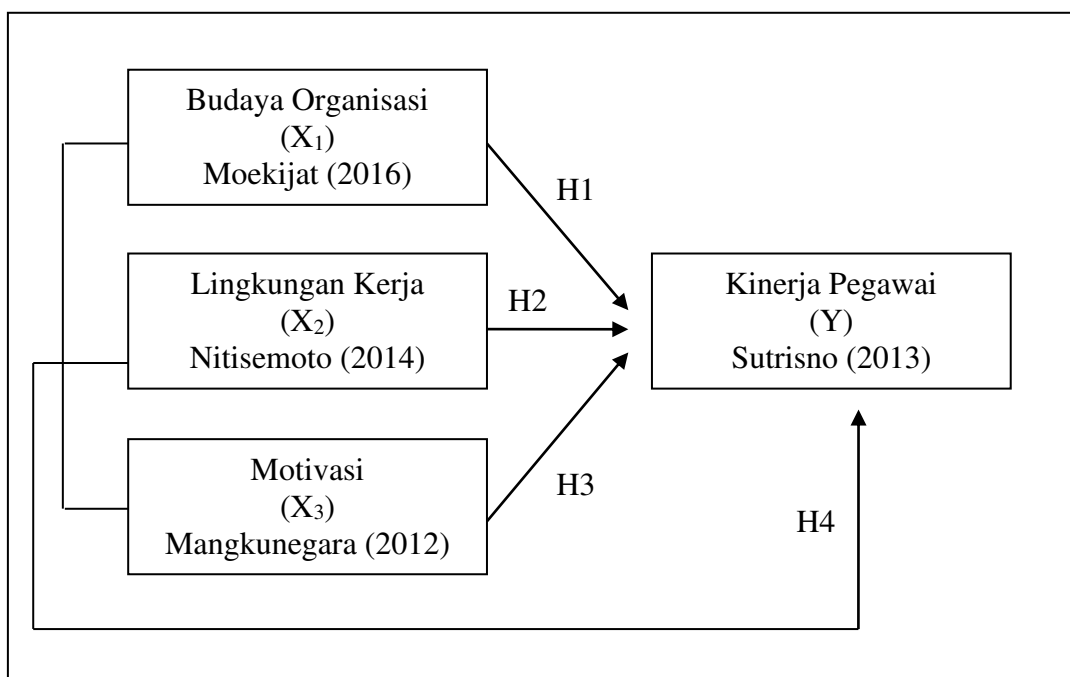 Budaya Organisasi
(X₁)
Moekijat (2016)
H1
Lingkungan Kerja
(X₂)
Nitisemoto (2014)
H2
Kinerja Pegawai
(Y)
Sutrisno (2013)
Motivasi
(X₃)
Mangkunegara (2012)
H3
H4